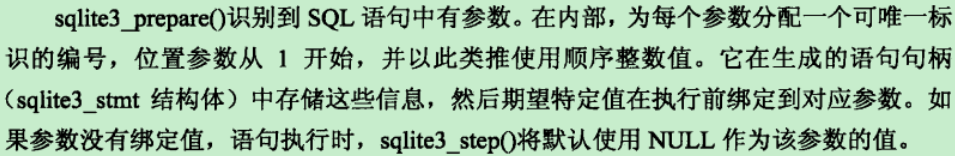 sqlite3_prepare()识别到 SQL 语句中有参数。在内部，为每个参数分配一个可唯一标
识的编号，位置参数从 1 开始，并以此类推使用顺序整数值。它在生成的语句句柄
（sqlite3_stmt 结构体）中存储这些信息，然后期望特定值在执行前绑定到对应参数。如
果参数没有绑定值，语句执行时，sqlite3_step()将默认使用 NULL 作为该参数的值。